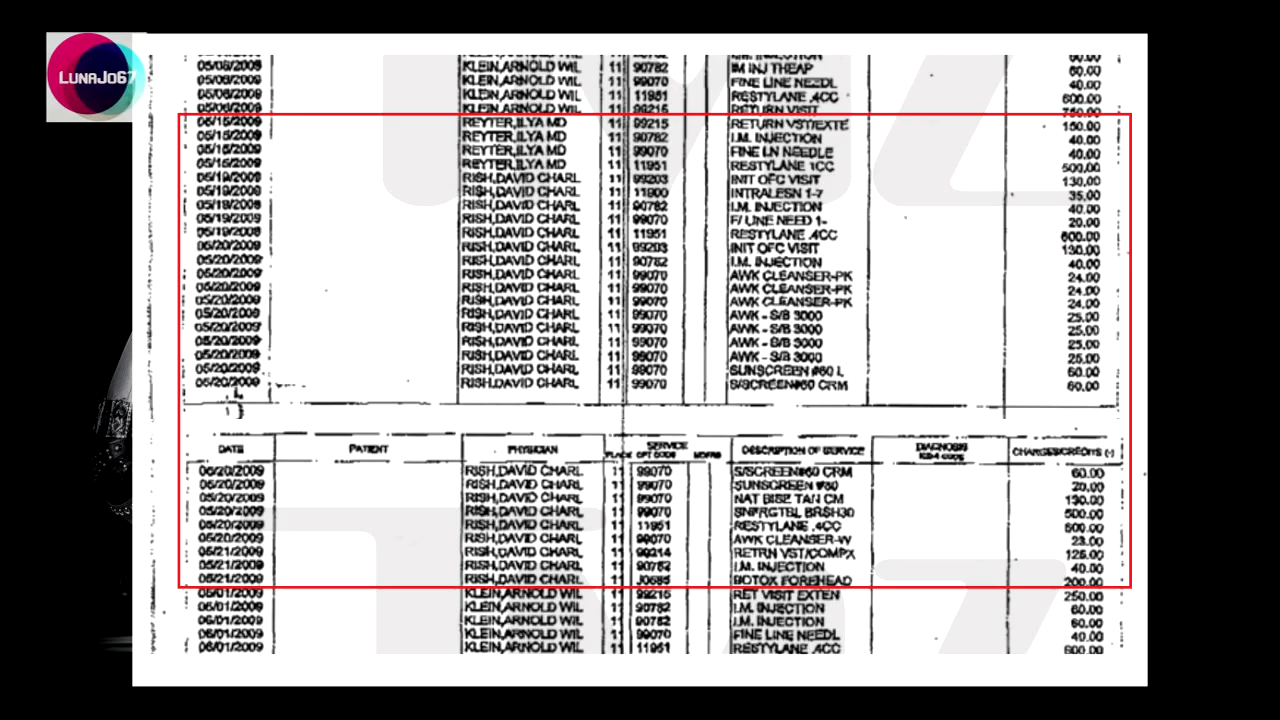 LUNAJO67
05/06/2009 KLEIN,ARNOLD WIL 11 90782 IM INJ THEAP 60.00
05/06/2009 KLEIN,ARNOLD WIL 11 99070 FINE LINE NEEDL 40.00
05/06/2009 KLEIN,ARNOLD WIL 11 11951 RESTYLANE .4CC 600.00
05/06/2009 KLEIN,ARNOLD WIL 11 99215 RETURN VISIT
05/15/2009 REYTER,ILYA MD 11 99215 RETURN VST/EXTE 150.00
05/15/2009 REYTER,ILYA MD 11 90782 I.M. INJECTION 40.00
05/15/2009 REYTER,ILYA MD 11 99070 FINE LN NEEDLE 40.00
05/15/2009 REYTER,ILYA MD 11 11951 RESTYLANE 1CC 500.00
05/19/2009 RISH,DAVID CHARL 11 99203 INIT OFC VISIT 130.00
05/19/2009 RISH,DAVID CHARL 11 11900 INTRALESN 1-7 35.00
05/19/2009 RISH,DAVID CHARL 11 90782 I.M. INJECTION 40.00
05/19/2009 RISH,DAVID CHARL 11 99070 F/ LINE NEED 1- 20.00
05/19/2009 RISH,DAVID CHARL 11 11951 RESTYLANE .4CC 600.00
05/20/2009 RISH,DAVID CHARL 11 99203 INIT OFC VISIT 130.00
05/20/2009 RISH,DAVID CHARL 11 90782 I.M. INJECTION 40.00
05/20/2009 RISH,DAVID CHARL 11 99070 AWK CLEANSER-PK 24.00
05/20/2009 RISH,DAVID CHARL 11 99070 AWK CLEANSER-PK 24.00
05/20/2009 RISH,DAVID CHARL 11 99070 AWK CLEANSER-PK 24.00
05/20/2009 RISH,DAVID CHARL 11 99070 AWK - S/B 3000 25.00
05/20/2009 RISH,DAVID CHARL 11 99070 AWK - S/B 3000 25.00
05/20/2009 RISH,DAVID CHARL 11 99070 AWK - S/B 3000 25.00
05/20/2009 RISH,DAVID CHARL 11 99070 AWK - S/B 3000 25.00
05/20/2009 RISH,DAVID CHARL 11 99070 SUNSCREEN #60 L 60.00
05/20/2009 RISH,DAVID CHARL 11 99070 S/SCREEN#60 CRM 60.00
DATE PATIENT PHYSICIAN PLACE SERVICE CPT CODE MDFRS DESCRIPTION OF SERVICE DIAGNOSIS CODE CHARGES/CREDITS (-)
05/20/2009 RISH,DAVID CHARL 11 99070 S/SCREEN#60 CRM 60.00
05/20/2009 RISH,DAVID CHARL 11 99070 SUNSCREEN #60 20.00
05/20/2009 RISH,DAVID CHARL 11 99070 NAT BISE TAN CM 130.00
05/20/2009 RISH,DAVID CHARL 11 99070 SNFRGTBL BRSH30 500.00
05/20/2009 RISH,DAVID CHARL 11 11951 RESTYLANE .4CC 600.00
05/20/2009 RISH,DAVID CHARL 11 99070 AWK CLEANSER-W 23.00
05/21/2009 RISH,DAVID CHARL 11 99214 RETRN VST/COMPX 125.00
05/21/2009 RISH,DAVID CHARL 11 90782 I.M. INJECTION 40.00
05/21/2009 RISH,DAVID CHARL 11 J0585 BOTOX FOREHEAD 200.00
06/01/2009 KLEIN,ARNOLD WIL 11 99215 RET VISIT EXTEN 250.00
06/01/2009 KLEIN,ARNOLD WIL 11 90782 I.M. INJECTION 60.00
06/01/2009 KLEIN,ARNOLD WIL 11 90782 I.M. INJECTION 60.00
06/01/2009 KLEIN,ARNOLD WIL 11 99070 FINE LINE NEEDL 40.00
06/01/2009 KLEIN,ARNOLD WIL 11 11951 RESTYLANE .4CC 600.00